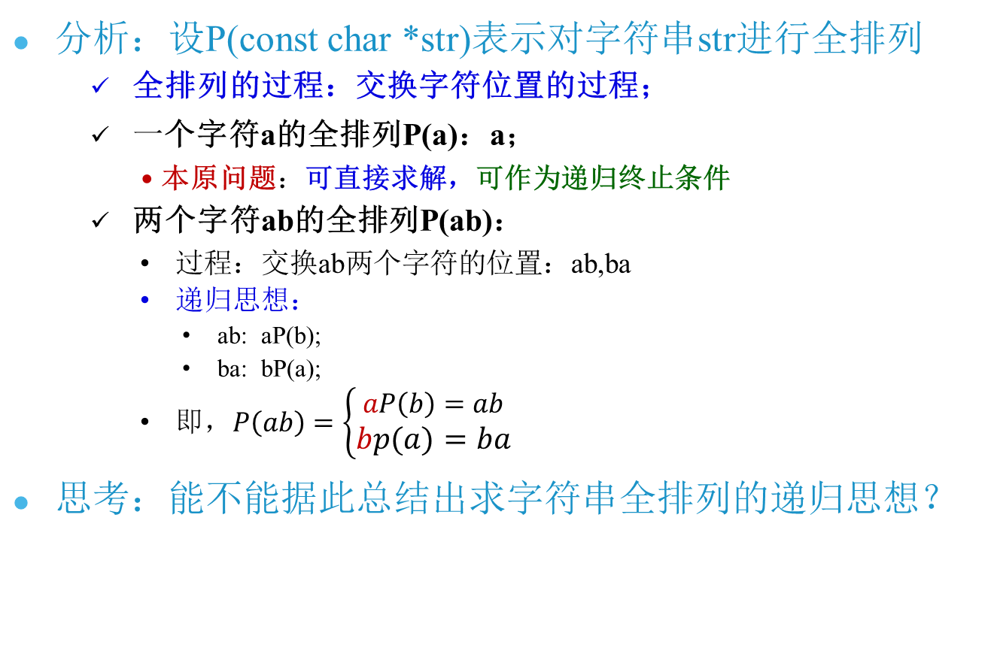 • 分析：设P(const char *str)表示对字符串str进行全排列
✓ 全排列的过程：交换字符位置的过程；
✓ 一个字符a的全排列P(a)：a；
• 本原问题：可直接求解，可作为递归终止条件
✓ 两个字符ab的全排列P(ab)：
• 过程：交换ab两个字符的位置：ab,ba
• 递归思想：
• ab: aP(b);
• ba: bP(a);
• 即，P(ab) = { aP(b) = ab
bp(a) = ba
• 思考：能不能据此总结出求字符串全排列的递归思想？